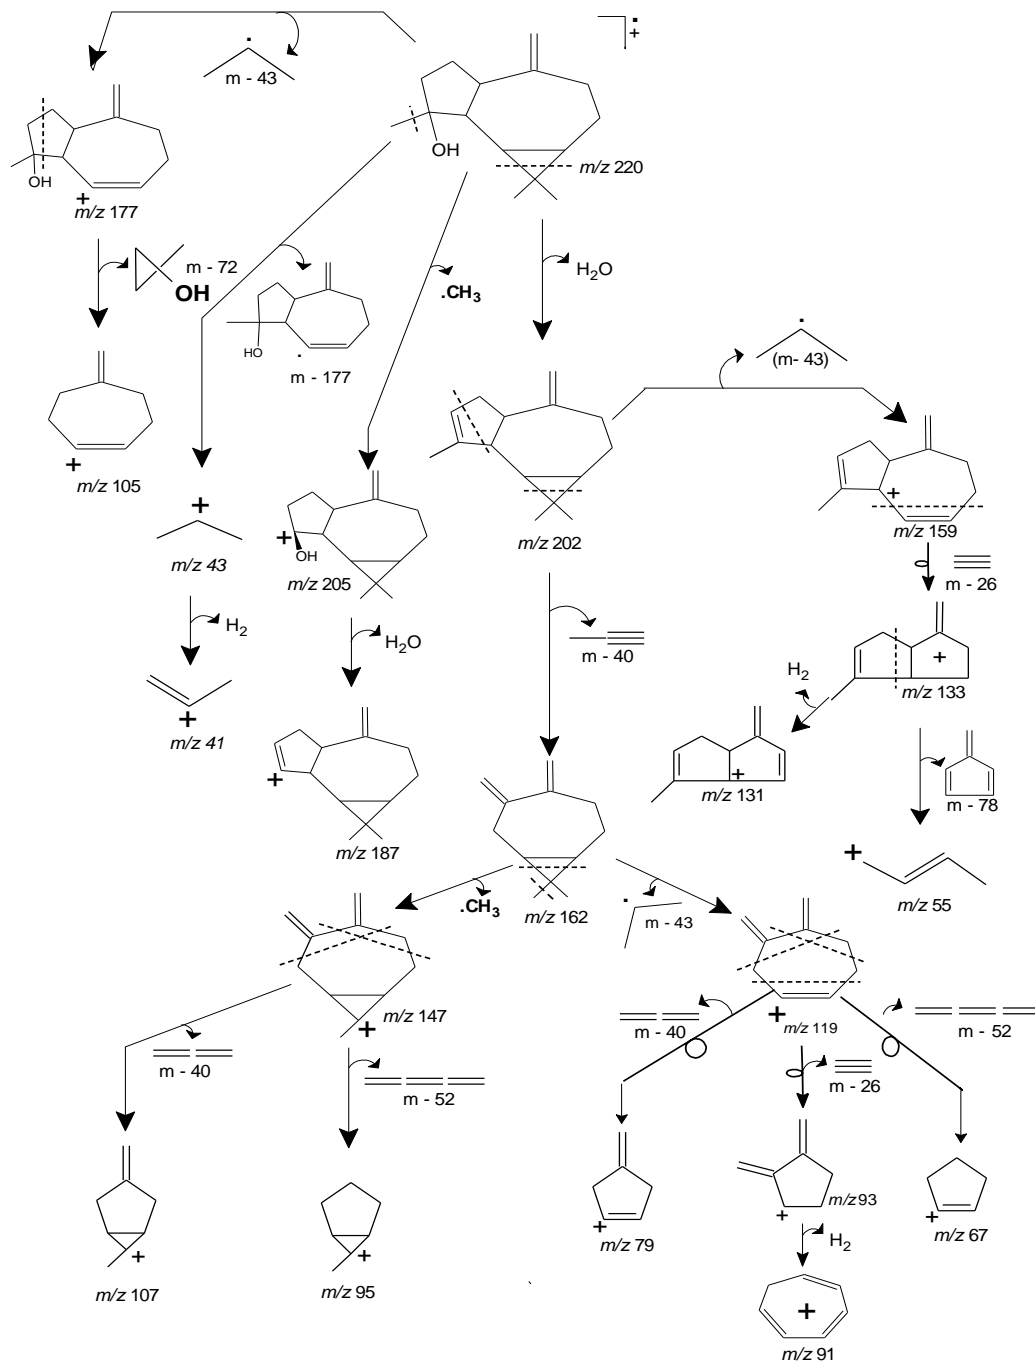 m - 43
+
OH
m/z 220
OH
+
m/z 177
m - 72
OH
.CH3
H2O
HO
m - 177
(m- 43)
+
m/z 105
+
m/z 43
+
OH
m/z 205
m/z 202
+
m/z 159
m - 26
H2
H2O
m - 40
+
m/z 133
H2
+
m/z 41
+
m/z 131
m - 78
+
m/z 187
+
m/z 55
.CH3
m/z 162
m - 43
+
m/z 147
m - 40
+
m/z 119
m - 52
m - 40
m - 52
m - 26
+
m/z 79
+
m/z 93
+
m/z 67
+
m/z 107
+
m/z 95
H2
+
m/z 91